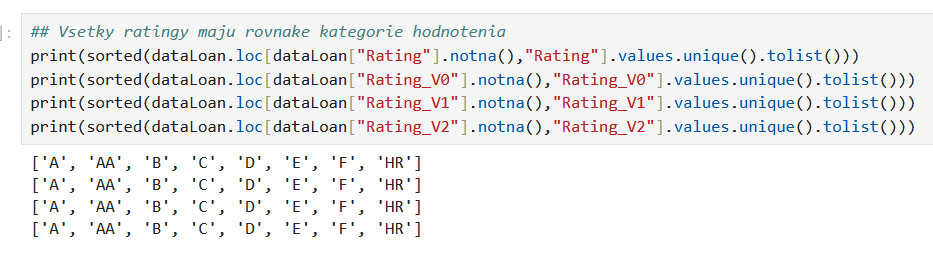 ]:
## Vsetky ratingy maju rovnake kategorie hodnotenia
print(sorted(dataLoan.loc[dataLoan["Rating"].notna(),"Rating"].values.unique().tolist()))
print(sorted(dataLoan.loc[dataLoan["Rating_V0"].notna(),"Rating_V0"].values.unique().tolist()))
print(sorted(dataLoan.loc[dataLoan["Rating_V1"].notna(),"Rating_V1"].values.unique().tolist()))
print(sorted(dataLoan.loc[dataLoan["Rating_V2"].notna(),"Rating_V2"].values.unique().tolist()))
['A', 'AA', 'B', 'C', 'D', 'E', 'F', 'HR']
['A', 'AA', 'B', 'C', 'D', 'E', 'F', 'HR']
['A', 'AA', 'B', 'C', 'D', 'E', 'F', 'HR']
['A', 'AA', 'B', 'C', 'D', 'E', 'F', 'HR']